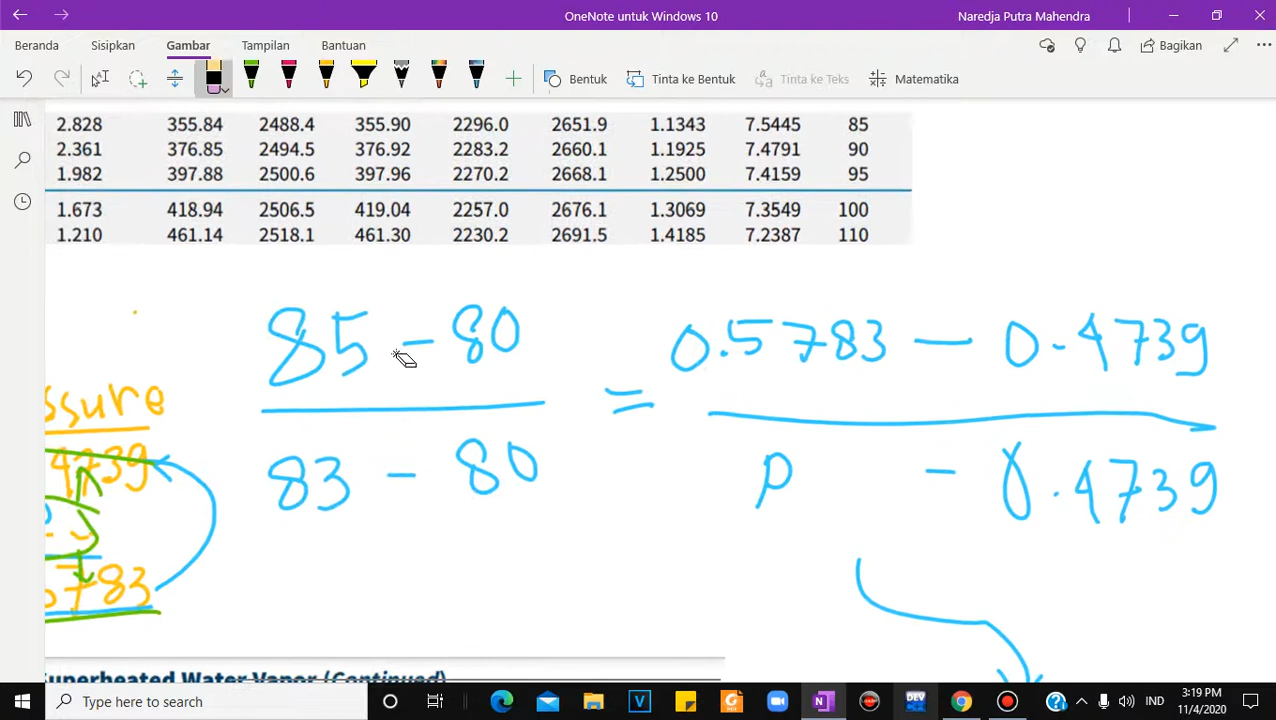 OneNote untuk Windows 10
Naredja Putra Mahendra
Beranda Sisipkan Gambar Tampilan Bantuan
Bagikan
Bentuk Tinta ke Bentuk Tinta ke Teks Matematika
2.828 355.84 2488.4 355.90 2296.0 2651.9 1.1343 7.5445 85
2.361 376.85 2494.5 376.92 2283.2 2660.1 1.1925 7.4791 90
1.982 397.88 2500.6 397.96 2270.2 2668.1 1.2500 7.4159 95
1.673 418.94 2506.5 419.04 2257.0 2676.1 1.3069 7.3549 100
1.210 461.14 2518.1 461.30 2230.2 2691.5 1.4185 7.2387 110
85 - 80 = 0.5783 - 0.4739
83 - 80 P - 0.4739
ssure
4739
5783
Superheated Water Vapor (Continued)
Type here to search
IND
3:19 PM
11/4/2020